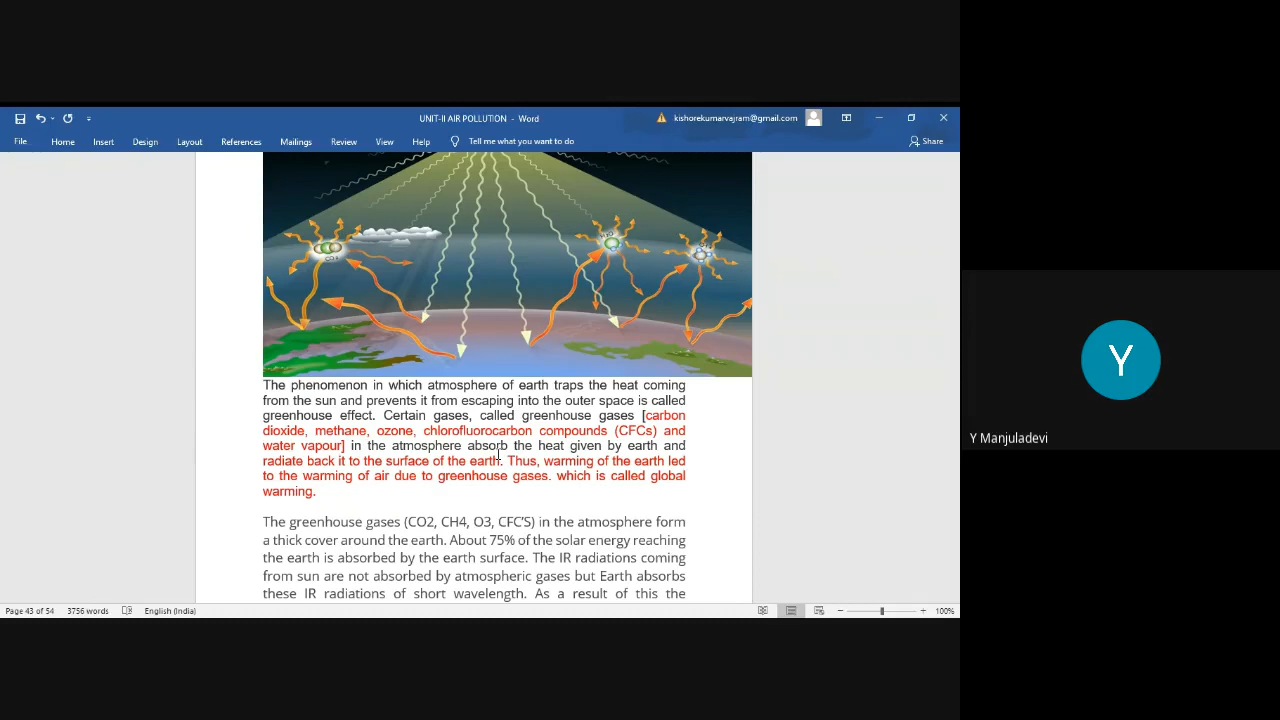 UNIT-II AIR POLLUTION - Word
kishorekumarvajram@gmail.com
File Home Insert Design Layout References Mailings Review View Help Tell me what you want to do Share
The phenomenon in which atmosphere of earth traps the heat coming
from the sun and prevents it from escaping into the outer space is called
greenhouse effect. Certain gases, called greenhouse gases [carbon
dioxide, methane, ozone, chlorofluorocarbon compounds (CFCs) and
water vapour] in the atmosphere absorb the heat given by earth and
radiate back it to the surface of the earth. Thus, warming of the earth led
to the warming of air due to greenhouse gases. which is called global
warming.
The greenhouse gases (CO2, CH4, O3, CFC'S) in the atmosphere form
a thick cover around the earth. About 75% of the solar energy reaching
the earth is absorbed by the earth surface. The IR radiations coming
from sun are not absorbed by atmospheric gases but Earth absorbs
these IR radiations of short wavelength. As a result of this the
Page 43 of 54 3756 words English (India) 100%
Y
Y Manjuladevi